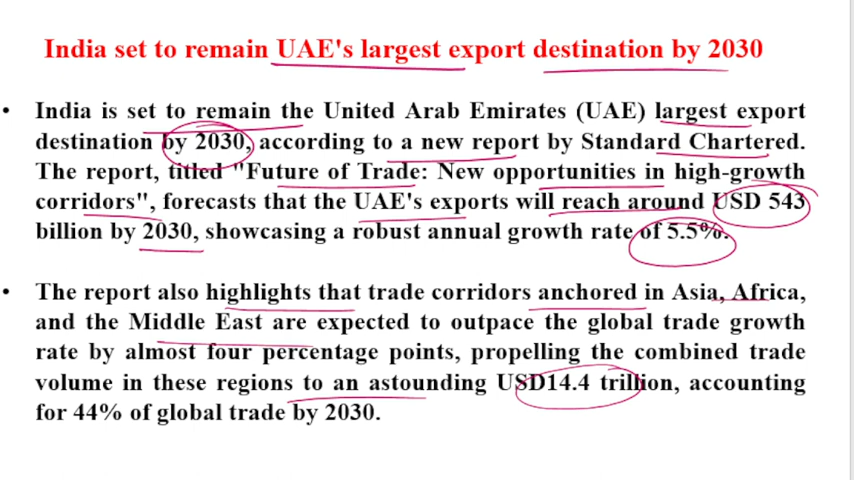 India set to remain UAE's largest export destination by 2030
• India is set to remain the United Arab Emirates (UAE) largest export
destination by 2030, according to a new report by Standard Chartered.
The report, titled "Future of Trade: New opportunities in high-growth
corridors", forecasts that the UAE's exports will reach around USD 543
billion by 2030, showcasing a robust annual growth rate of 5.5%.
• The report also highlights that trade corridors anchored in Asia, Africa,
and the Middle East are expected to outpace the global trade growth
rate by almost four percentage points, propelling the combined trade
volume in these regions to an astounding USD14.4 trillion, accounting
for 44% of global trade by 2030.